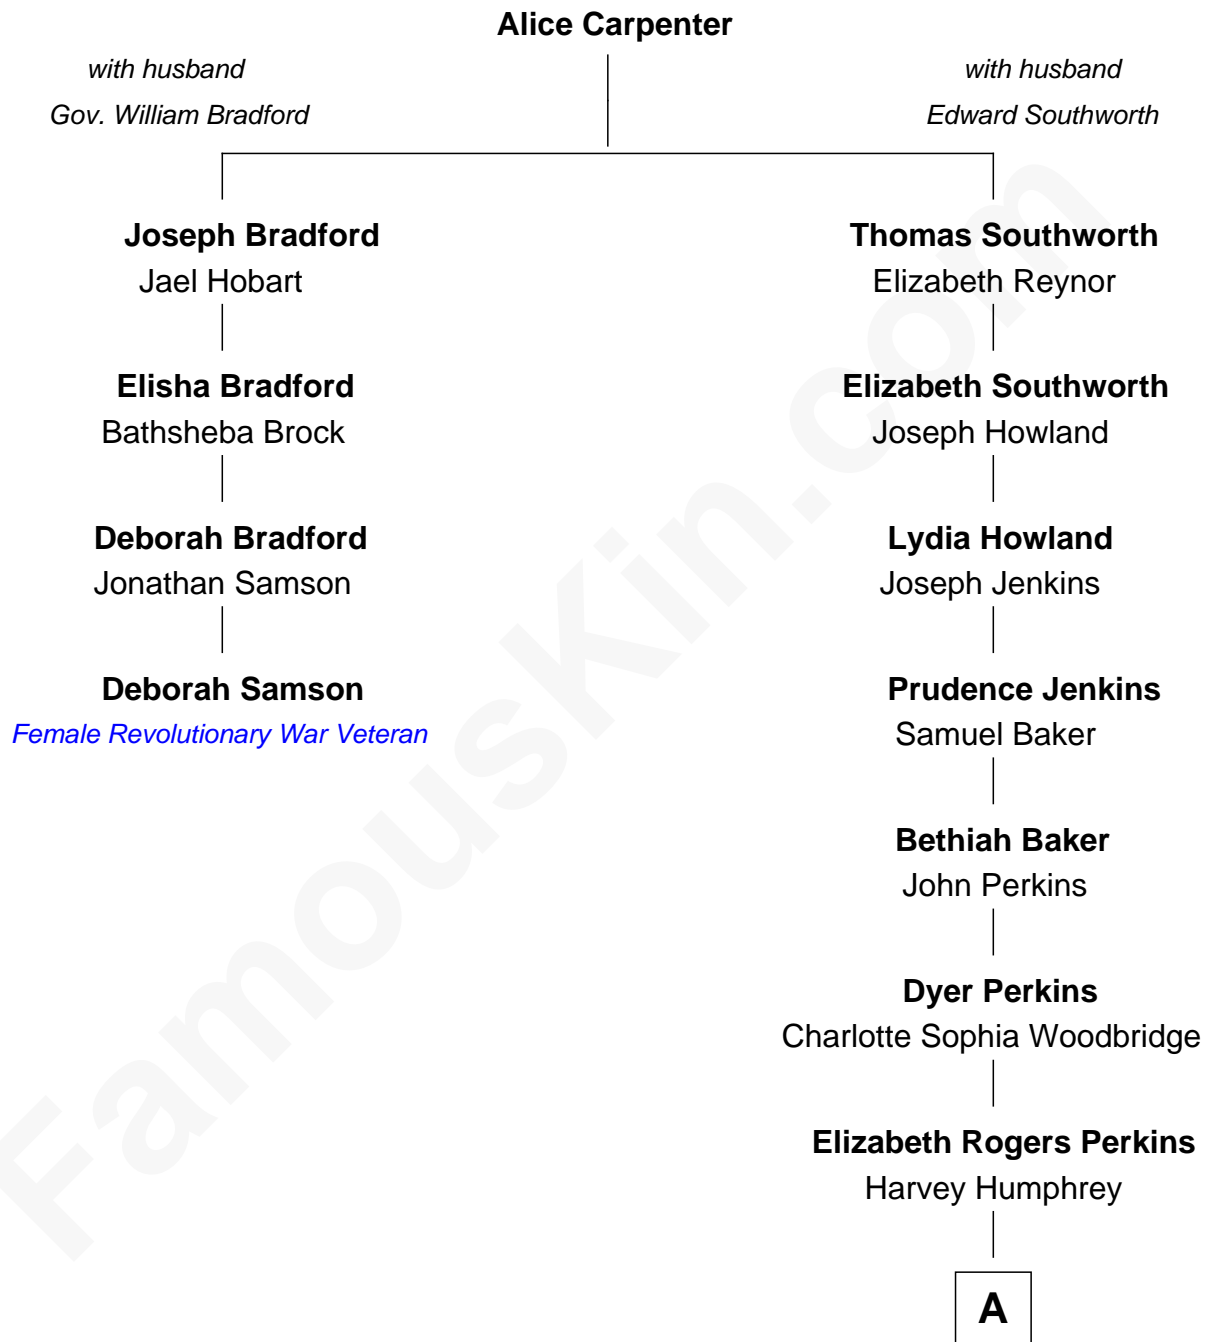 Alice Carpenter
with husband
Gov. William Bradford
with husband
Edward Southworth
Joseph Bradford
Jael Hobart
Elisha Bradford
Bathsheba Brock
Deborah Bradford
Jonathan Samson
Deborah Samson
Female Revolutionary War Veteran
Thomas Southworth
Elizabeth Reynor
Elizabeth Southworth
Joseph Howland
Lydia Howland
Joseph Jenkins
Prudence Jenkins
Samuel Baker
Bethiah Baker
John Perkins
Dyer Perkins
Charlotte Sophia Woodbridge
Elizabeth Rogers Perkins
Harvey Humphrey
A
FamousKin.com